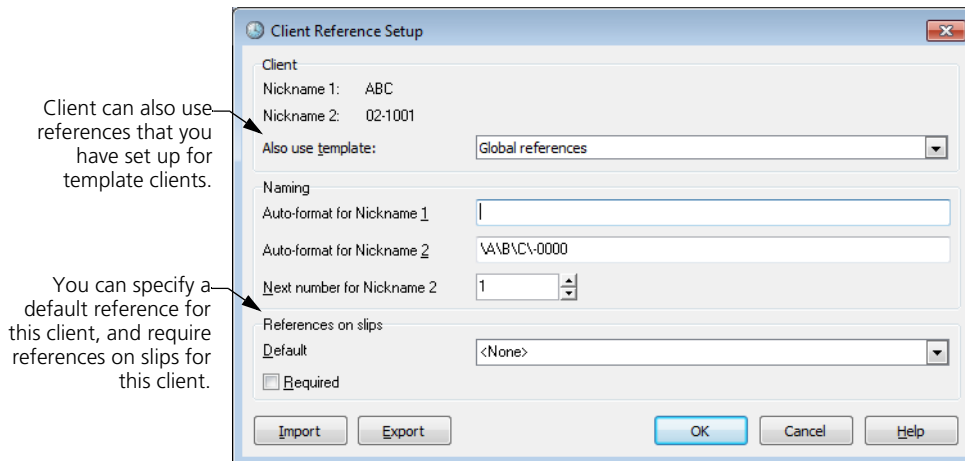 Client Reference Setup
Client
Nickname 1: ABC
Nickname 2: 02-1001
Also use template: Global references
Client can also use
references that you
have set up for
template clients.
Naming
Auto-format for Nickname 1
Auto-format for Nickname 2 \A\B\C\-0000
Next number for Nickname 2 1
You can specify a
default reference for
this client, and require
references on slips for
this client.
References on slips
Default <None>
Required
Import Export OK Cancel Help